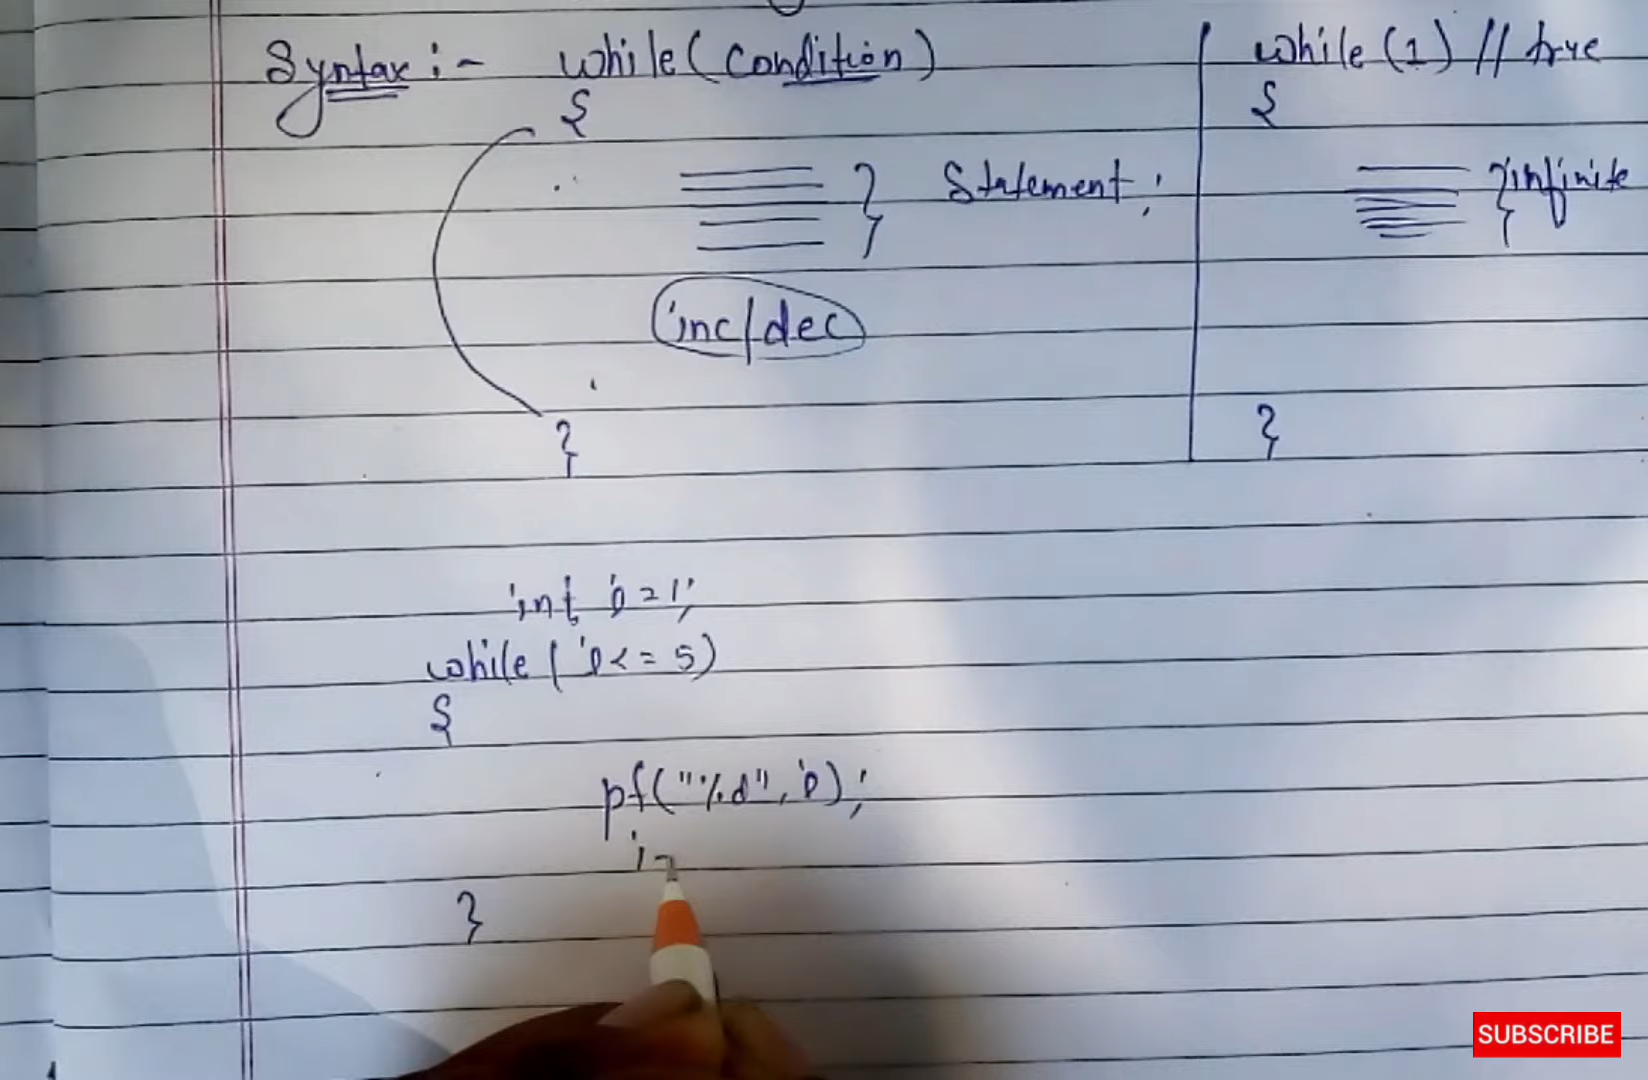 Syntax :- while(condition)
{
} Statement;
inc/dec
}
while(1) // true
{
} infinite
}
int i=1;
while(i<=5)
{
pf("%d",i);
i
}
SUBSCRIBE